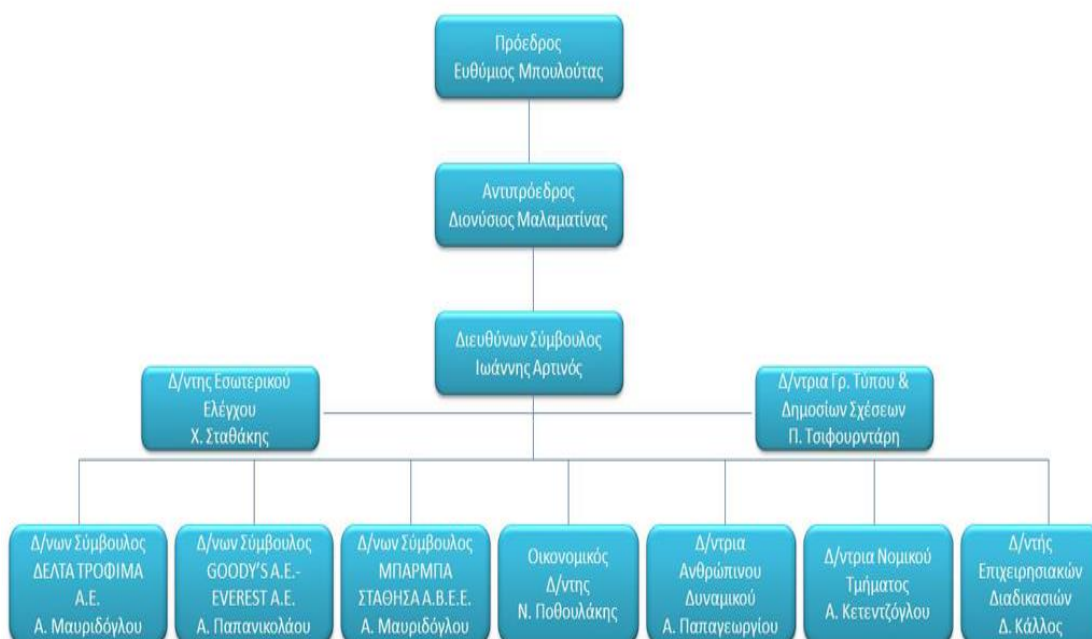 Πρόεδρος
Ευθύμιος Μπουλούτας
Αντιπρόεδρος
Διονύσιος Μαλαματίνας
Διευθύνων Σύμβουλος
Ιωάννης Αρτινός
Δ/ντης Εσωτερικού
Ελέγχου
Χ. Σταθάκης
Δ/ντρια Γρ. Τύπου &
Δημοσίων Σχέσεων
Π. Τσιφουρντάρη
Δ/νων Σύμβουλος
ΔΕΛΤΑ ΤΡΟΦΙΜΑ
Α.Ε.
Α. Μαυριδόγλου
Δ/νων Σύμβουλος
GOODY'S A.E.-
EVEREST A.E.
Α. Παπανικολάου
Δ/νων Σύμβουλος
ΜΠΑΡΜΠΑ
ΣΤΑΘΗΣΑ Α.Β.Ε.Ε.
Α. Μαυριδόγλου
Οικονομικός
Δ/ντης
Ν. Ποθουλάκης
Δ/ντρια
Ανθρώπινου
Δυναμικού
Α. Παπαγεωργίου
Δ/ντρια Νομικού
Τμήματος
Α. Κετεντζόγλου
Δ/ντής
Επιχειρησιακών
Διαδικασιών
Δ. Κάλλος